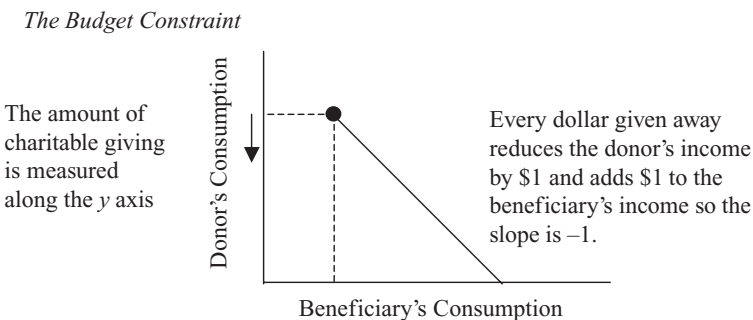 The Budget Constraint
The amount of
charitable giving
is measured
along the y axis
Donor's Consumption
Every dollar given away
reduces the donor's income
by $1 and adds $1 to the
beneficiary's income so the
slope is –1.
Beneficiary's Consumption